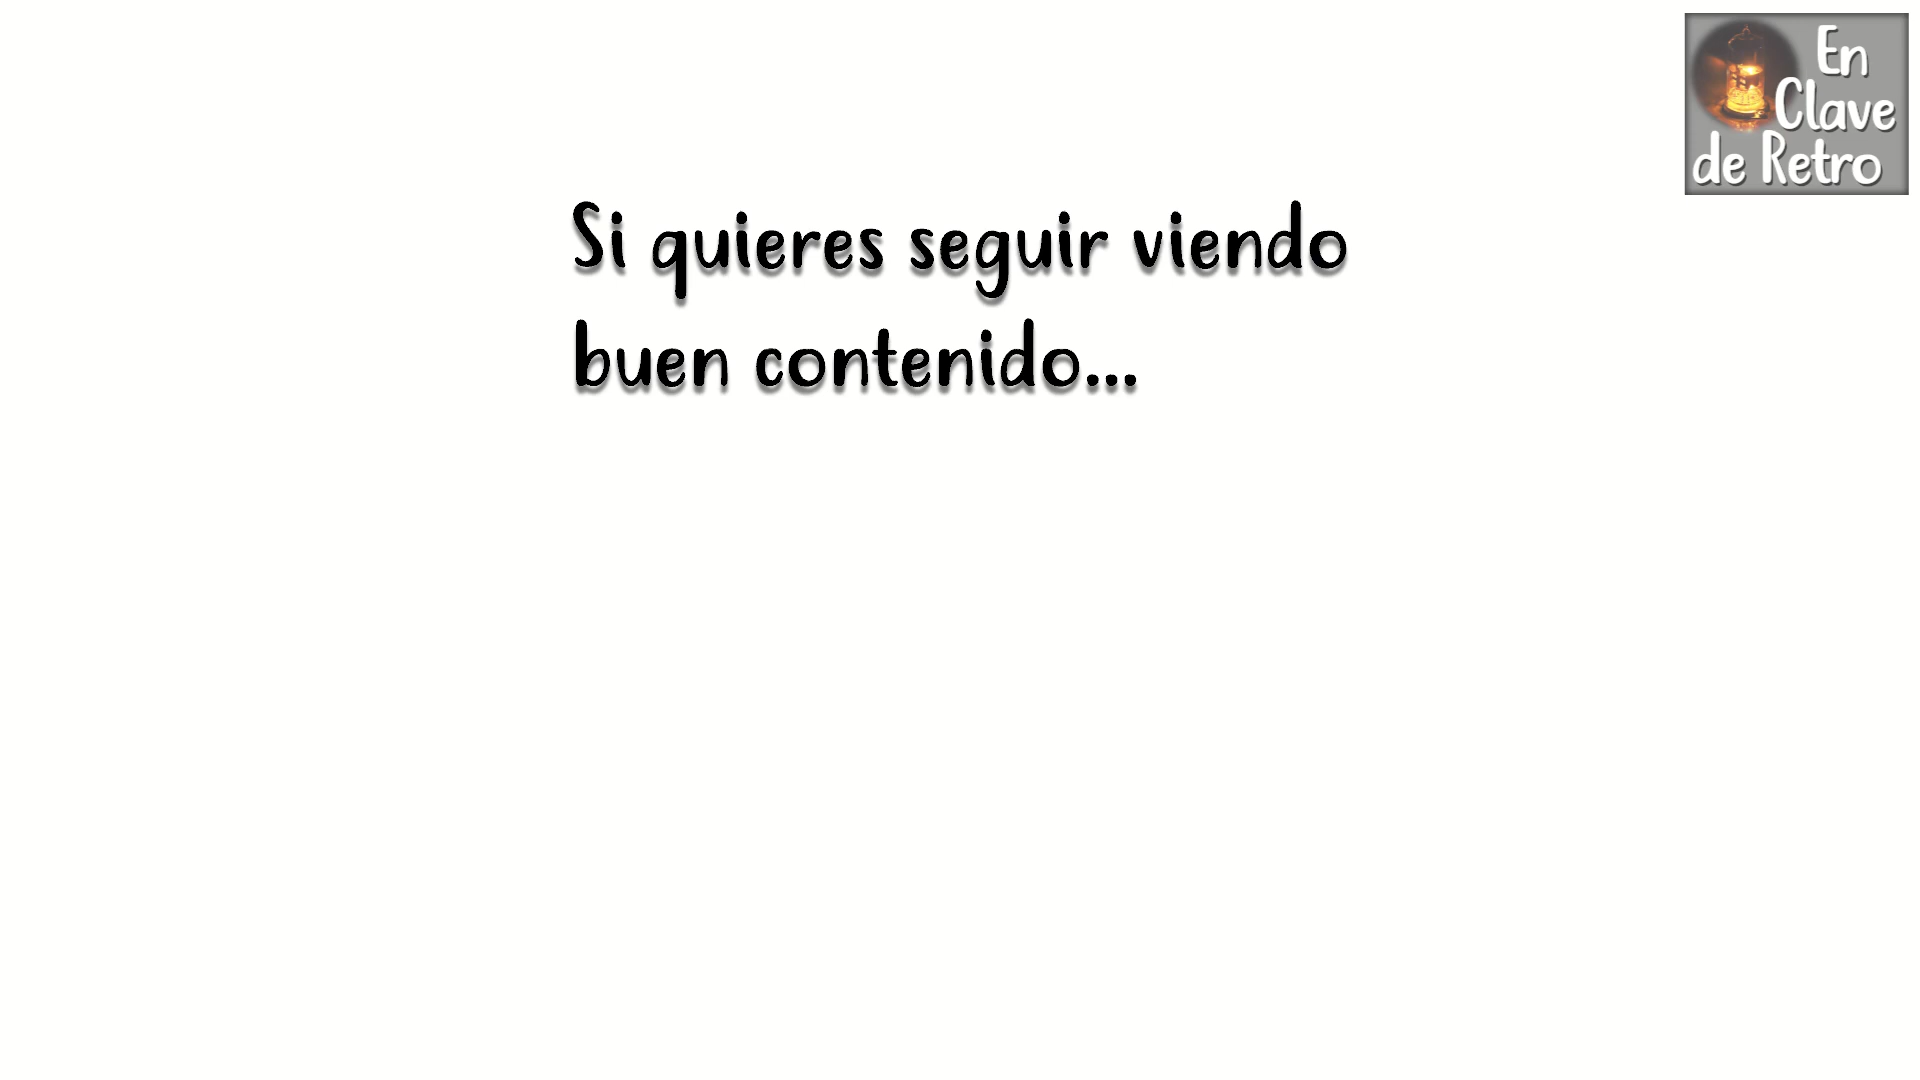 En
Clave
de Retro
Si quieres seguir viendo
buen contenido...